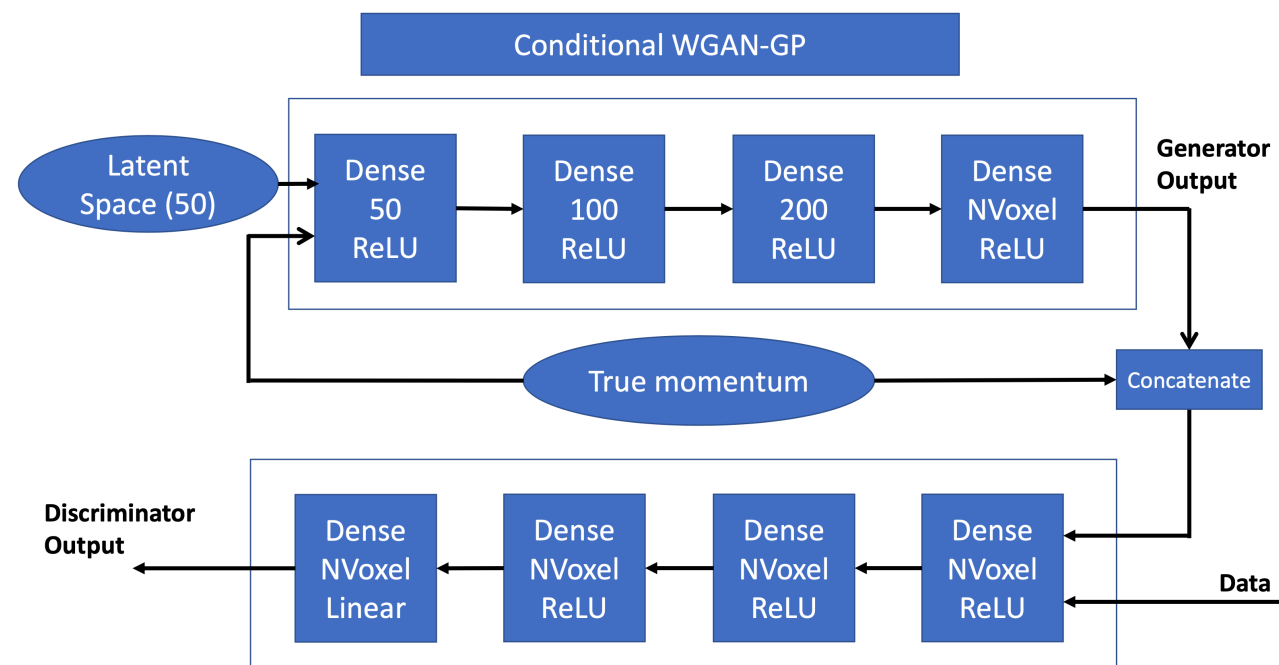 Conditional WGAN-GP
Latent
Space (50)
Dense
50
ReLU
Dense
100
ReLU
Dense
200
ReLU
Dense
NVoxel
ReLU
Generator
Output
True momentum
Concatenate
Discriminator
Output
Dense
NVoxel
Linear
Dense
NVoxel
ReLU
Dense
NVoxel
ReLU
Dense
NVoxel
ReLU
Data